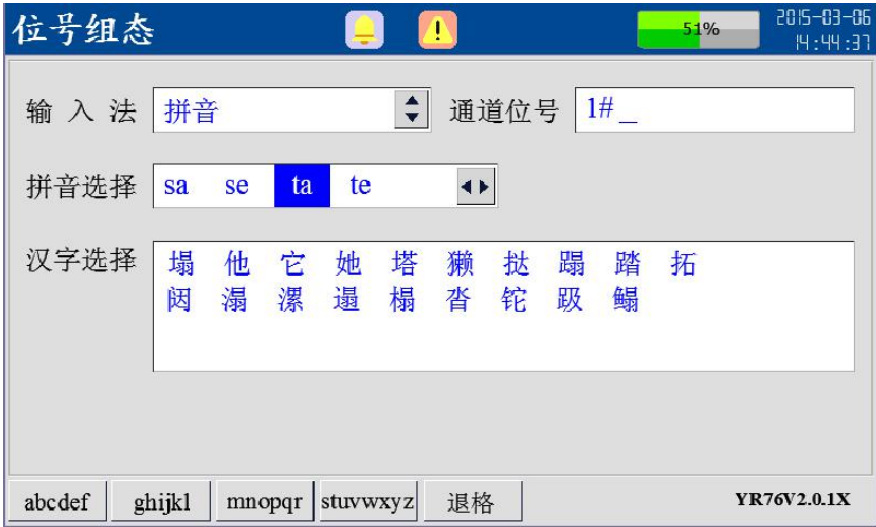 位号组态 51% 2015-03-06
14:44:37
输入法 拼音 通道位号 1#_
拼音选择 sa se ta te
汉字选择 塌 他 它 她 塔 獭 挞 蹋 踏 拓
闼 溻 漯 遢 榻 沓 铊 趿 鳎
abcdef ghijkl mnopqr stuvwxyz 退格 YR76V2.0.1X